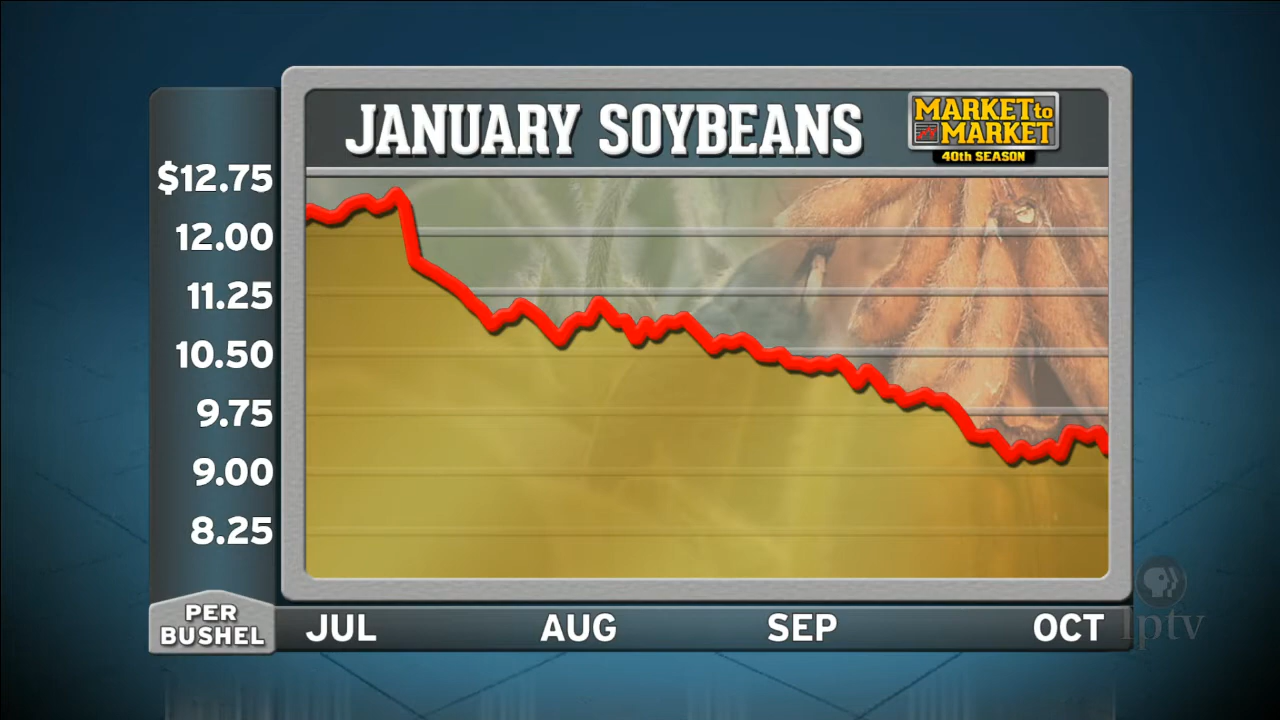 JANUARY SOYBEANS
MARKET to
MARKET
40th SEASON
$12.75
12.00
11.25
10.50
9.75
9.00
8.25
PER
BUSHEL
JUL AUG SEP OCT
iptv